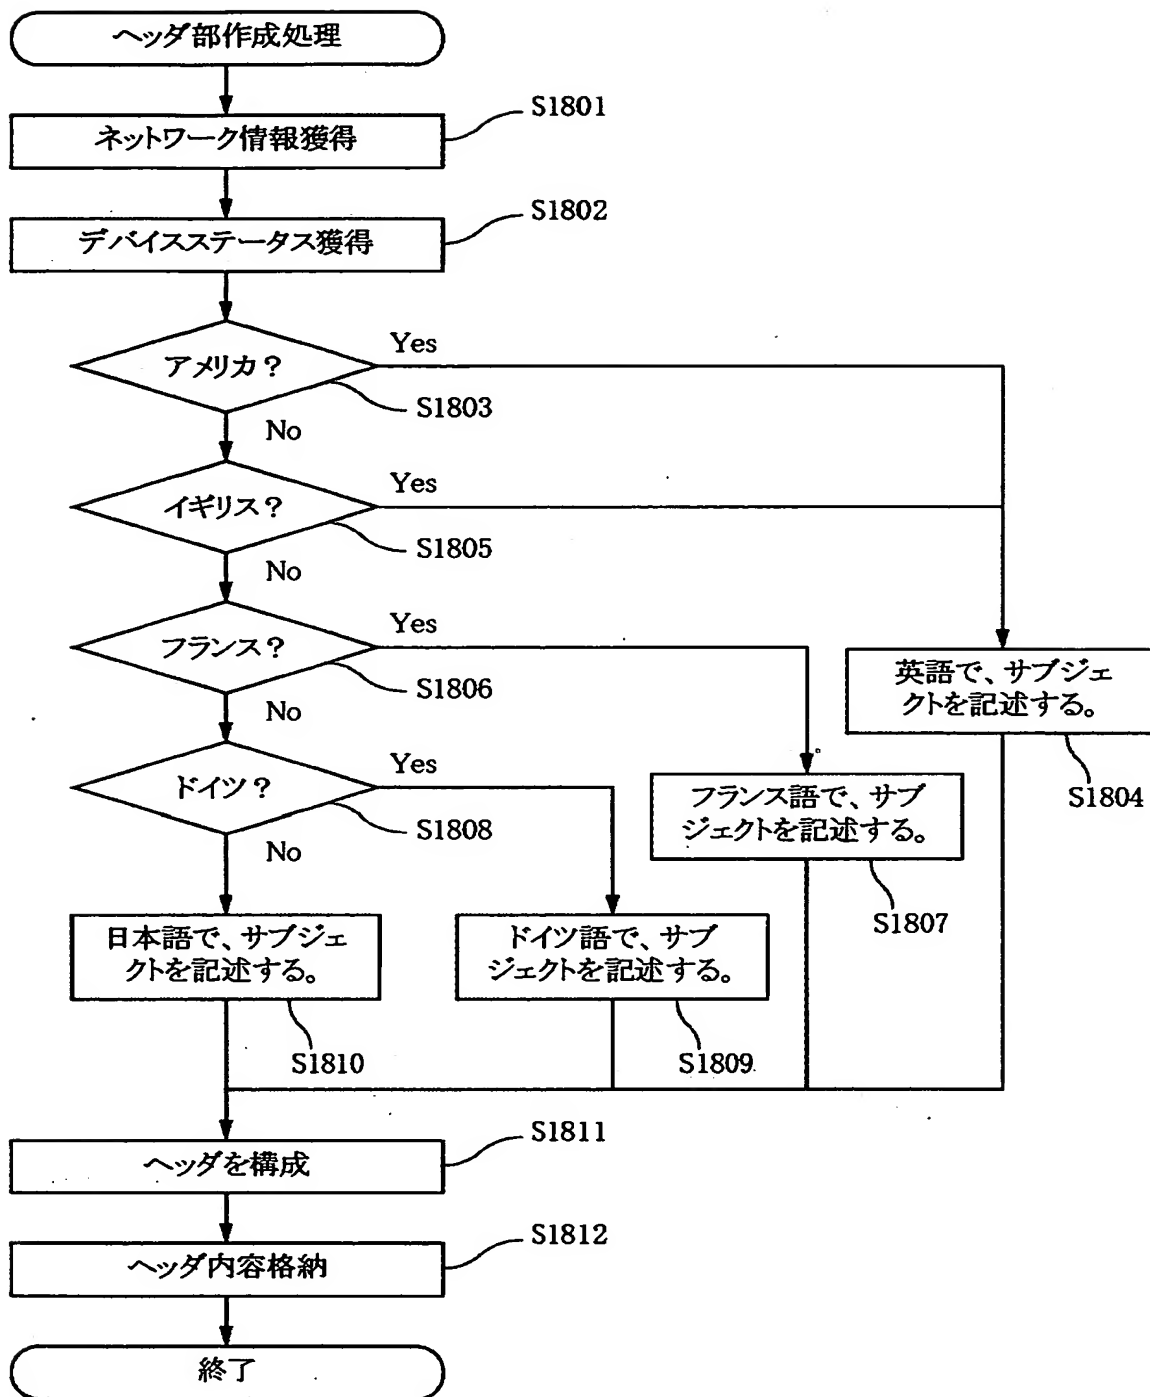 ヘッダ部作成処理
S1801
ネットワーク情報獲得
S1802
デバイスステータス獲得
Yes
アメリカ?
S1803
No
Yes
イギリス?
S1805
No
Yes
フランス?
S1806
No
英語で、サブジェ
クトを記述する。
S1804
Yes
ドイツ?
S1808
No
フランス語で、サブ
ジェクトを記述する。
S1807
日本語で、サブジェ
クトを記述する。
S1810
ドイツ語で、サブ
ジェクトを記述する。
S1809
S1811
ヘッダを構成
S1812
ヘッダ内容格納
終了